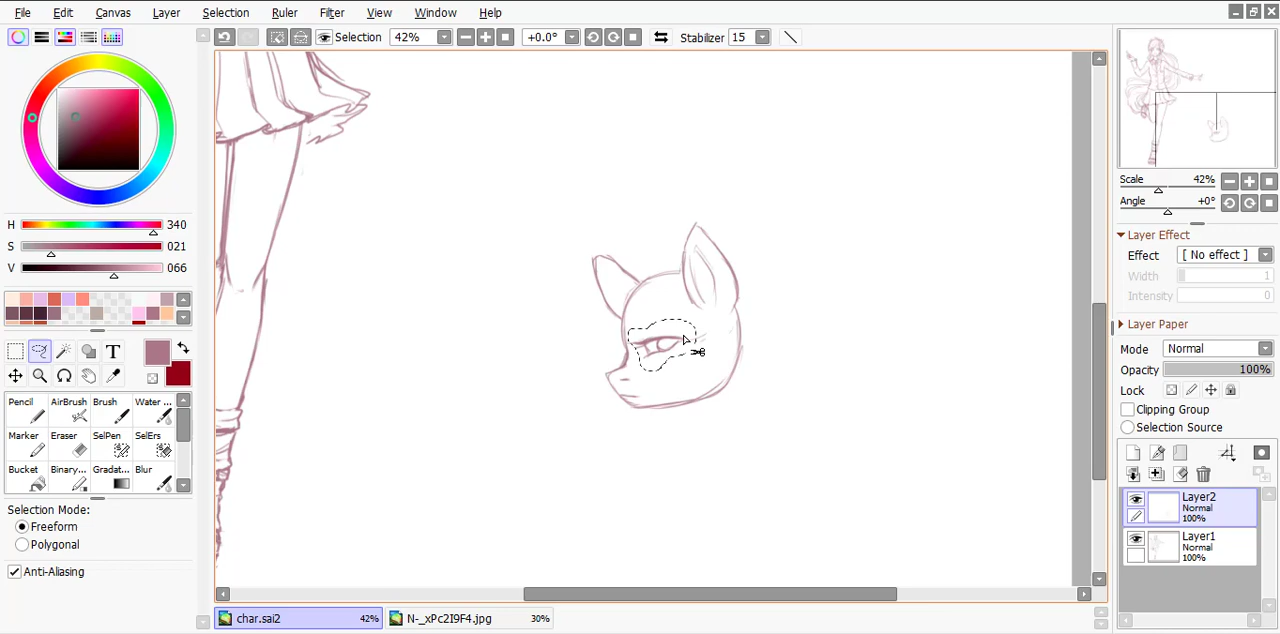 File Edit Canvas Layer Selection Ruler Filter View Window Help
Selection 42% +0.0° Stabilizer 15
H 340
S 021
V 066
T
Pencil AirBrush Brush Water ...
Marker Eraser SelPen SelErs
Bucket Binary... Gradat... Blur
Selection Mode:
Freeform
Polygonal
Anti-Aliasing
char.sai2 42% N-_xPc2I9F4.jpg 30%
Scale 42%
Angle +0°
Layer Effect
Effect [ No effect ]
Width 1
Intensity 0
Layer Paper
Mode Normal
Opacity 100%
Lock
Clipping Group
Selection Source
Layer2
Normal
100%
Layer1
Normal
100%